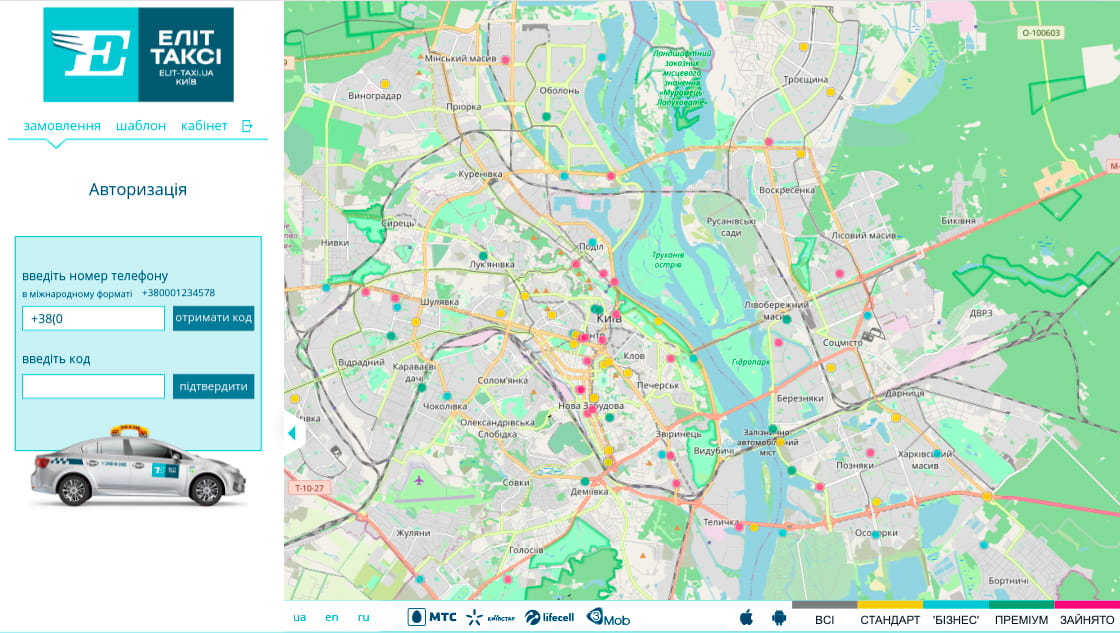 ЕЛІТ
ТАКСІ
ELIT-TAXI.UA
КИЇВ
замовлення шаблон кабінет
Авторизація
введіть номер телефону
в міжнародному форматі +380001234578
+38(0
отримати код
введіть код
підтвердити
О-100603
Мінський масив
Ландшафтний
заказник
місцевого
значення
«Муромець
Лопуховате»
Троєщина
Виноградар
Оболонь
Пріорка
М-
Куренівка
Воскресенка
Сирець
Русанівські
сади
Биківня
Нивки
Поділ
Лісовий масив
Лук'янівка
Труханів
острів
Шулявка
Лівобережний
масив
ДВРЗ
Київ
Соцмісто
Відрадний
Караваєві
дачі
Клов
Гідропарк
Солом'янка
Печерськ
Дарниця
Чоколівка
Нова Забудова
Березняки
Олександрівська
Слобідка
Звіринець
Залізнично-
автомобільний
міст
Видубичі
Позняки
Харківський
масив
Т-10-27
Совки
Деміївка
Жуляни
Теличка
Осокорки
Голосіїв
Бортничі
ua en ru
МТС київстар lifecell 3Mob
ВСІ СТАНДАРТ 'БІЗНЕС' ПРЕМІУМ ЗАЙНЯТО